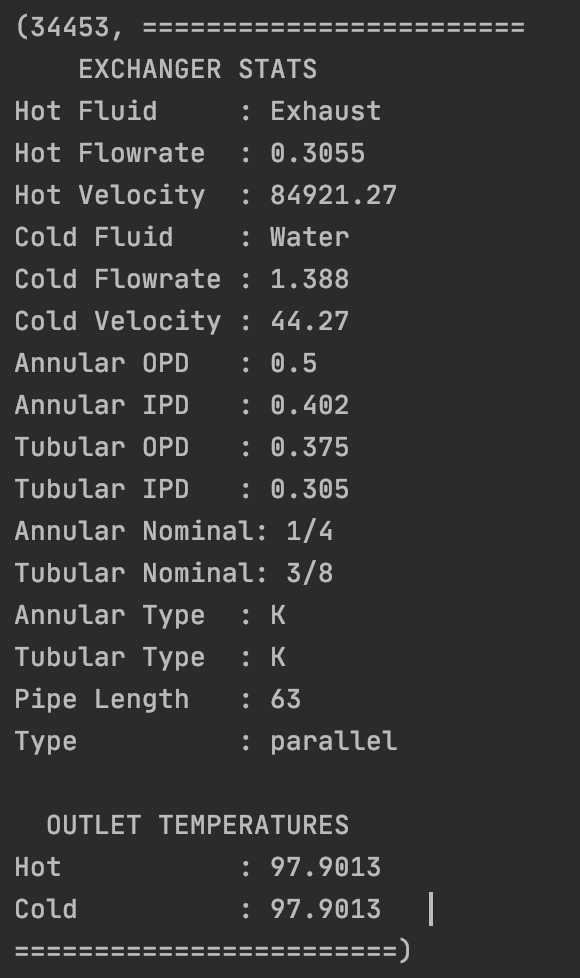 (34453, ========================
    EXCHANGER STATS
Hot Fluid     : Exhaust
Hot Flowrate  : 0.3055
Hot Velocity  : 84921.27
Cold Fluid    : Water
Cold Flowrate : 1.388
Cold Velocity : 44.27
Annular OPD   : 0.5
Annular IPD   : 0.402
Tubular OPD   : 0.375
Tubular IPD   : 0.305
Annular Nominal: 1/4
Tubular Nominal: 3/8
Annular Type  : K
Tubular Type  : K
Pipe Length   : 63
Type          : parallel

  OUTLET TEMPERATURES
Hot           : 97.9013
Cold          : 97.9013
========================)